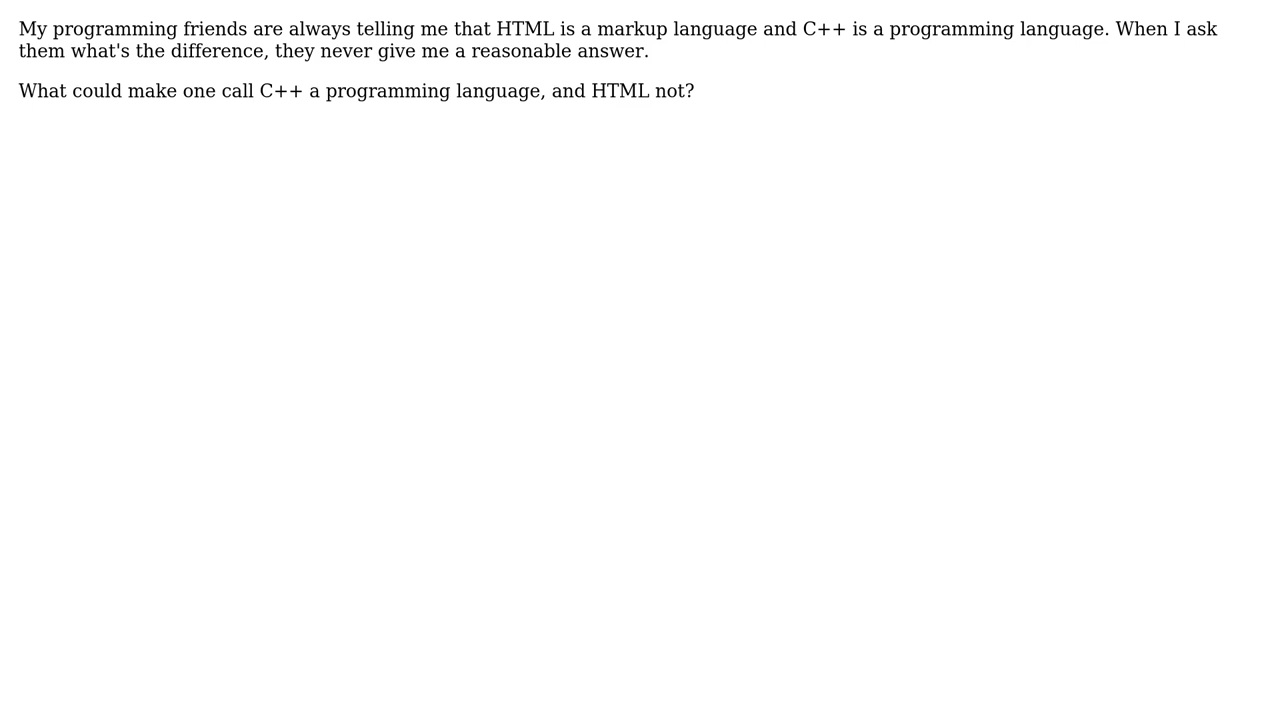 My programming friends are always telling me that HTML is a markup language and C++ is a programming language. When I ask
them what's the difference, they never give me a reasonable answer.
What could make one call C++ a programming language, and HTML not?